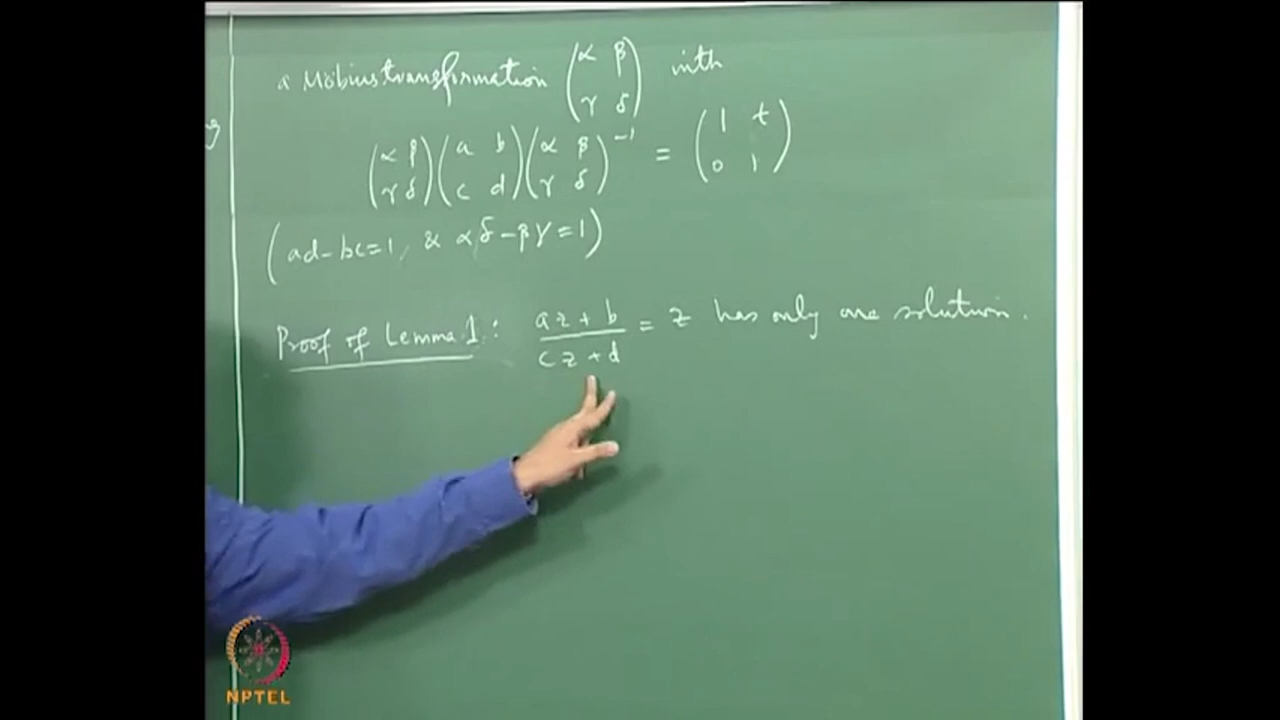 a Möbius transformation (α β
γ δ) with
(α β
γ δ)(a b
c d)(α β
γ δ)⁻¹ = (1 t
0 1)
(ad-bc=1, & αδ-βγ=1)
Proof of Lemma 1: az + b / cz + d = z has only one solution.
NPTEL